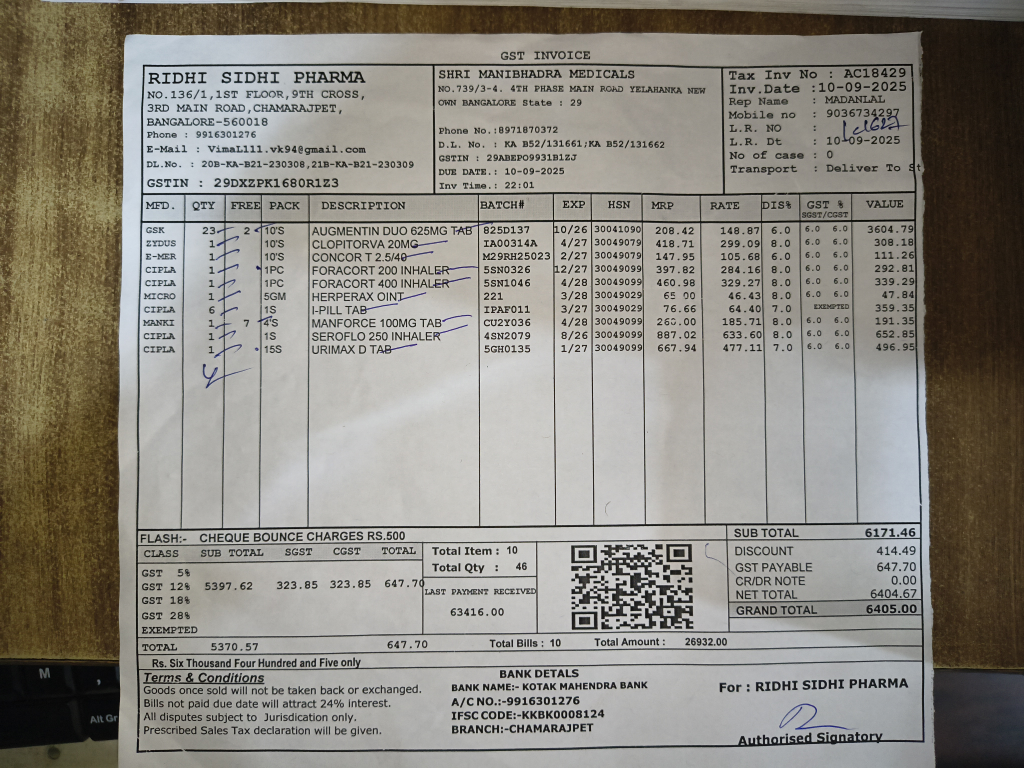 GST INVOICE
RIDHI SIDHI PHARMA
NO.136/1,1ST FLOOR,9TH CROSS,
3RD MAIN ROAD,CHAMARAJPET,
BANGALORE-560018
Phone : 9916301276
E-Mail : Vimal111.vk94@gmail.com
DL.No. : 20B-KA-B21-230308,21B-KA-B21-230309
GSTIN : 29DXZPK1680R1Z3
SHRI MANIBHADRA MEDICALS
NO.739/3-4. 4TH PHASE MAIN ROAD YELAHANKA NEW
OWN BANGALORE State : 29
Phone No.:8971870372
D.L. No. : KA B52/131661;KA B52/131662
GSTIN : 29ABEPO9931B1ZJ
DUE DATE.: 10-09-2025
Inv Time.: 22:01
Tax Inv No : AC18429
Inv.Date :10-09-2025
Rep Name : MADANLAL
Mobile no : 9036734297
L.R. NO :
L.R. Dt : 10-09-2025
No of case : 0
Transport : Deliver To St
MFD. QTY FREE PACK DESCRIPTION BATCH# EXP HSN MRP RATE DIS% GST % SGST/CGST VALUE
GSK 23 2 10'S AUGMENTIN DUO 625MG TAB 825D137 10/26 30041090 208.42 148.87 6.0 6.0 6.0 3604.79
ZYDUS 1 10'S CLOPITORVA 20MG IA00314A 4/27 30049079 418.71 299.09 8.0 6.0 6.0 308.18
E-MER 1 10'S CONCOR T 2.5/40 M29RH25023 2/27 30049079 147.95 105.68 6.0 6.0 6.0 111.26
CIPLA 1 1PC FORACORT 200 INHALER 5SN0326 12/27 30049099 397.82 284.16 8.0 6.0 6.0 292.81
CIPLA 1 1PC FORACORT 400 INHALER 5SN1046 4/28 30049099 460.98 329.27 8.0 6.0 6.0 339.29
MICRO 1 5GM HERPERAX OINT 221 3/28 30049029 65 00 46.43 8.0 6.0 6.0 47.84
CIPLA 6 1S I-PILL TAB IPAF011 3/27 30049029 76.66 64.40 7.0 EXEMPTED 359.35
MANKI 1 7 4'S MANFORCE 100MG TAB CU2Y036 4/28 30049099 260.00 185.71 8.0 6.0 6.0 191.35
CIPLA 1 1S SEROFLO 250 INHALER 4SN2079 8/26 30049099 887.02 633.60 8.0 6.0 6.0 652.85
CIPLA 1 15S URIMAX D TAB 5GH0135 1/27 30049099 667.94 477.11 7.0 6.0 6.0 496.95
FLASH:- CHEQUE BOUNCE CHARGES RS.500
CLASS SUB TOTAL SGST CGST TOTAL
GST 5%
GST 12% 5397.62 323.85 323.85 647.70
GST 18%
GST 28%
EXEMPTED
TOTAL 5370.57 647.70
Total Item : 10
Total Qty : 46
LAST PAYMENT RECEIVED
63416.00
Total Bills : 10 Total Amount : 26932.00
SUB TOTAL 6171.46
DISCOUNT 414.49
GST PAYABLE 647.70
CR/DR NOTE 0.00
NET TOTAL 6404.67
GRAND TOTAL 6405.00
Rs. Six Thousand Four Hundred and Five only
Terms & Conditions
Goods once sold will not be taken back or exchanged.
Bills not paid due date will attract 24% interest.
All disputes subject to Jurisdication only.
Prescribed Sales Tax declaration will be given.
BANK DETALS
BANK NAME:- KOTAK MAHENDRA BANK
A/C NO.:-9916301276
IFSC CODE:-KKBK0008124
BRANCH:-CHAMARAJPET
For : RIDHI SIDHI PHARMA
Authorised Signatory
M
,
Alt Gr